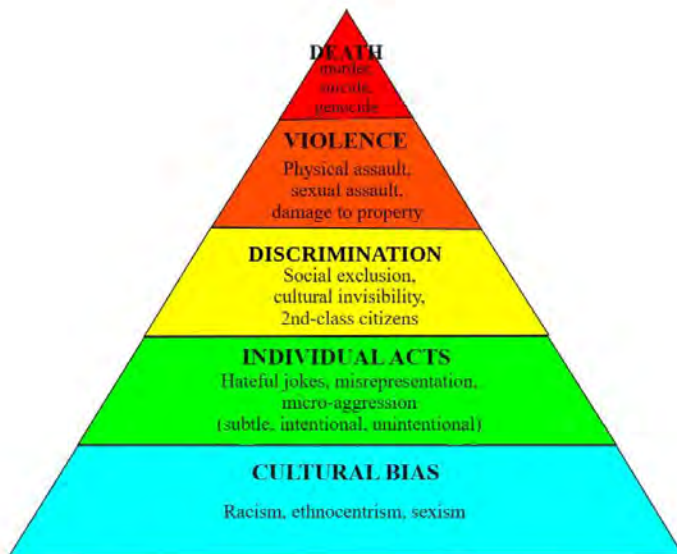 DEATH
murder,
suicide,
genocide
VIOLENCE
Physical assault,
sexual assault,
damage to property
DISCRIMINATION
Social exclusion,
cultural invisibility,
2nd-class citizens
INDIVIDUAL ACTS
Hateful jokes, misrepresentation,
micro-aggression
(subtle, intentional, unintentional)
CULTURAL BIAS
Racism, ethnocentrism, sexism